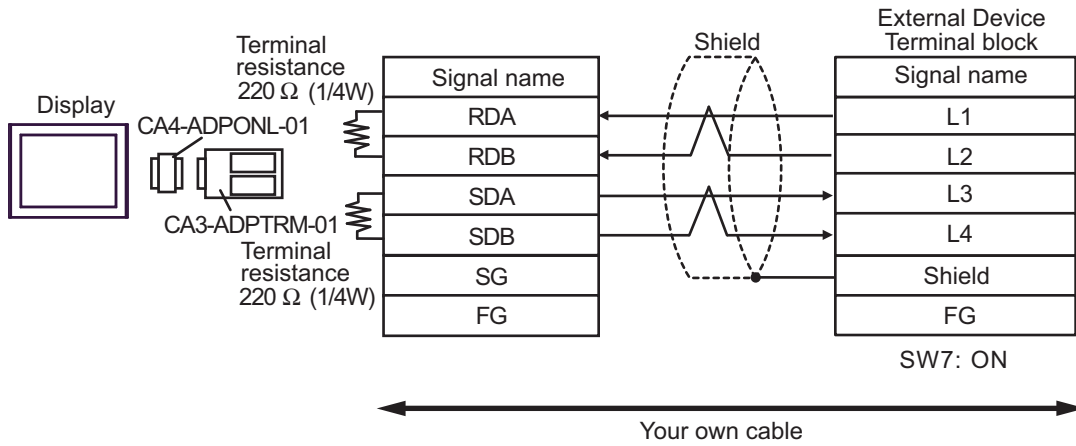 External Device
Terminal block
Shield
Terminal
resistance
220 Ω (1/4W)
Display
CA4-ADPONL-01
CA3-ADPTRM-01
Terminal
resistance
220 Ω (1/4W)
Signal name
RDA
RDB
SDA
SDB
SG
FG
Signal name
L1
L2
L3
L4
Shield
FG
SW7: ON
Your own cable